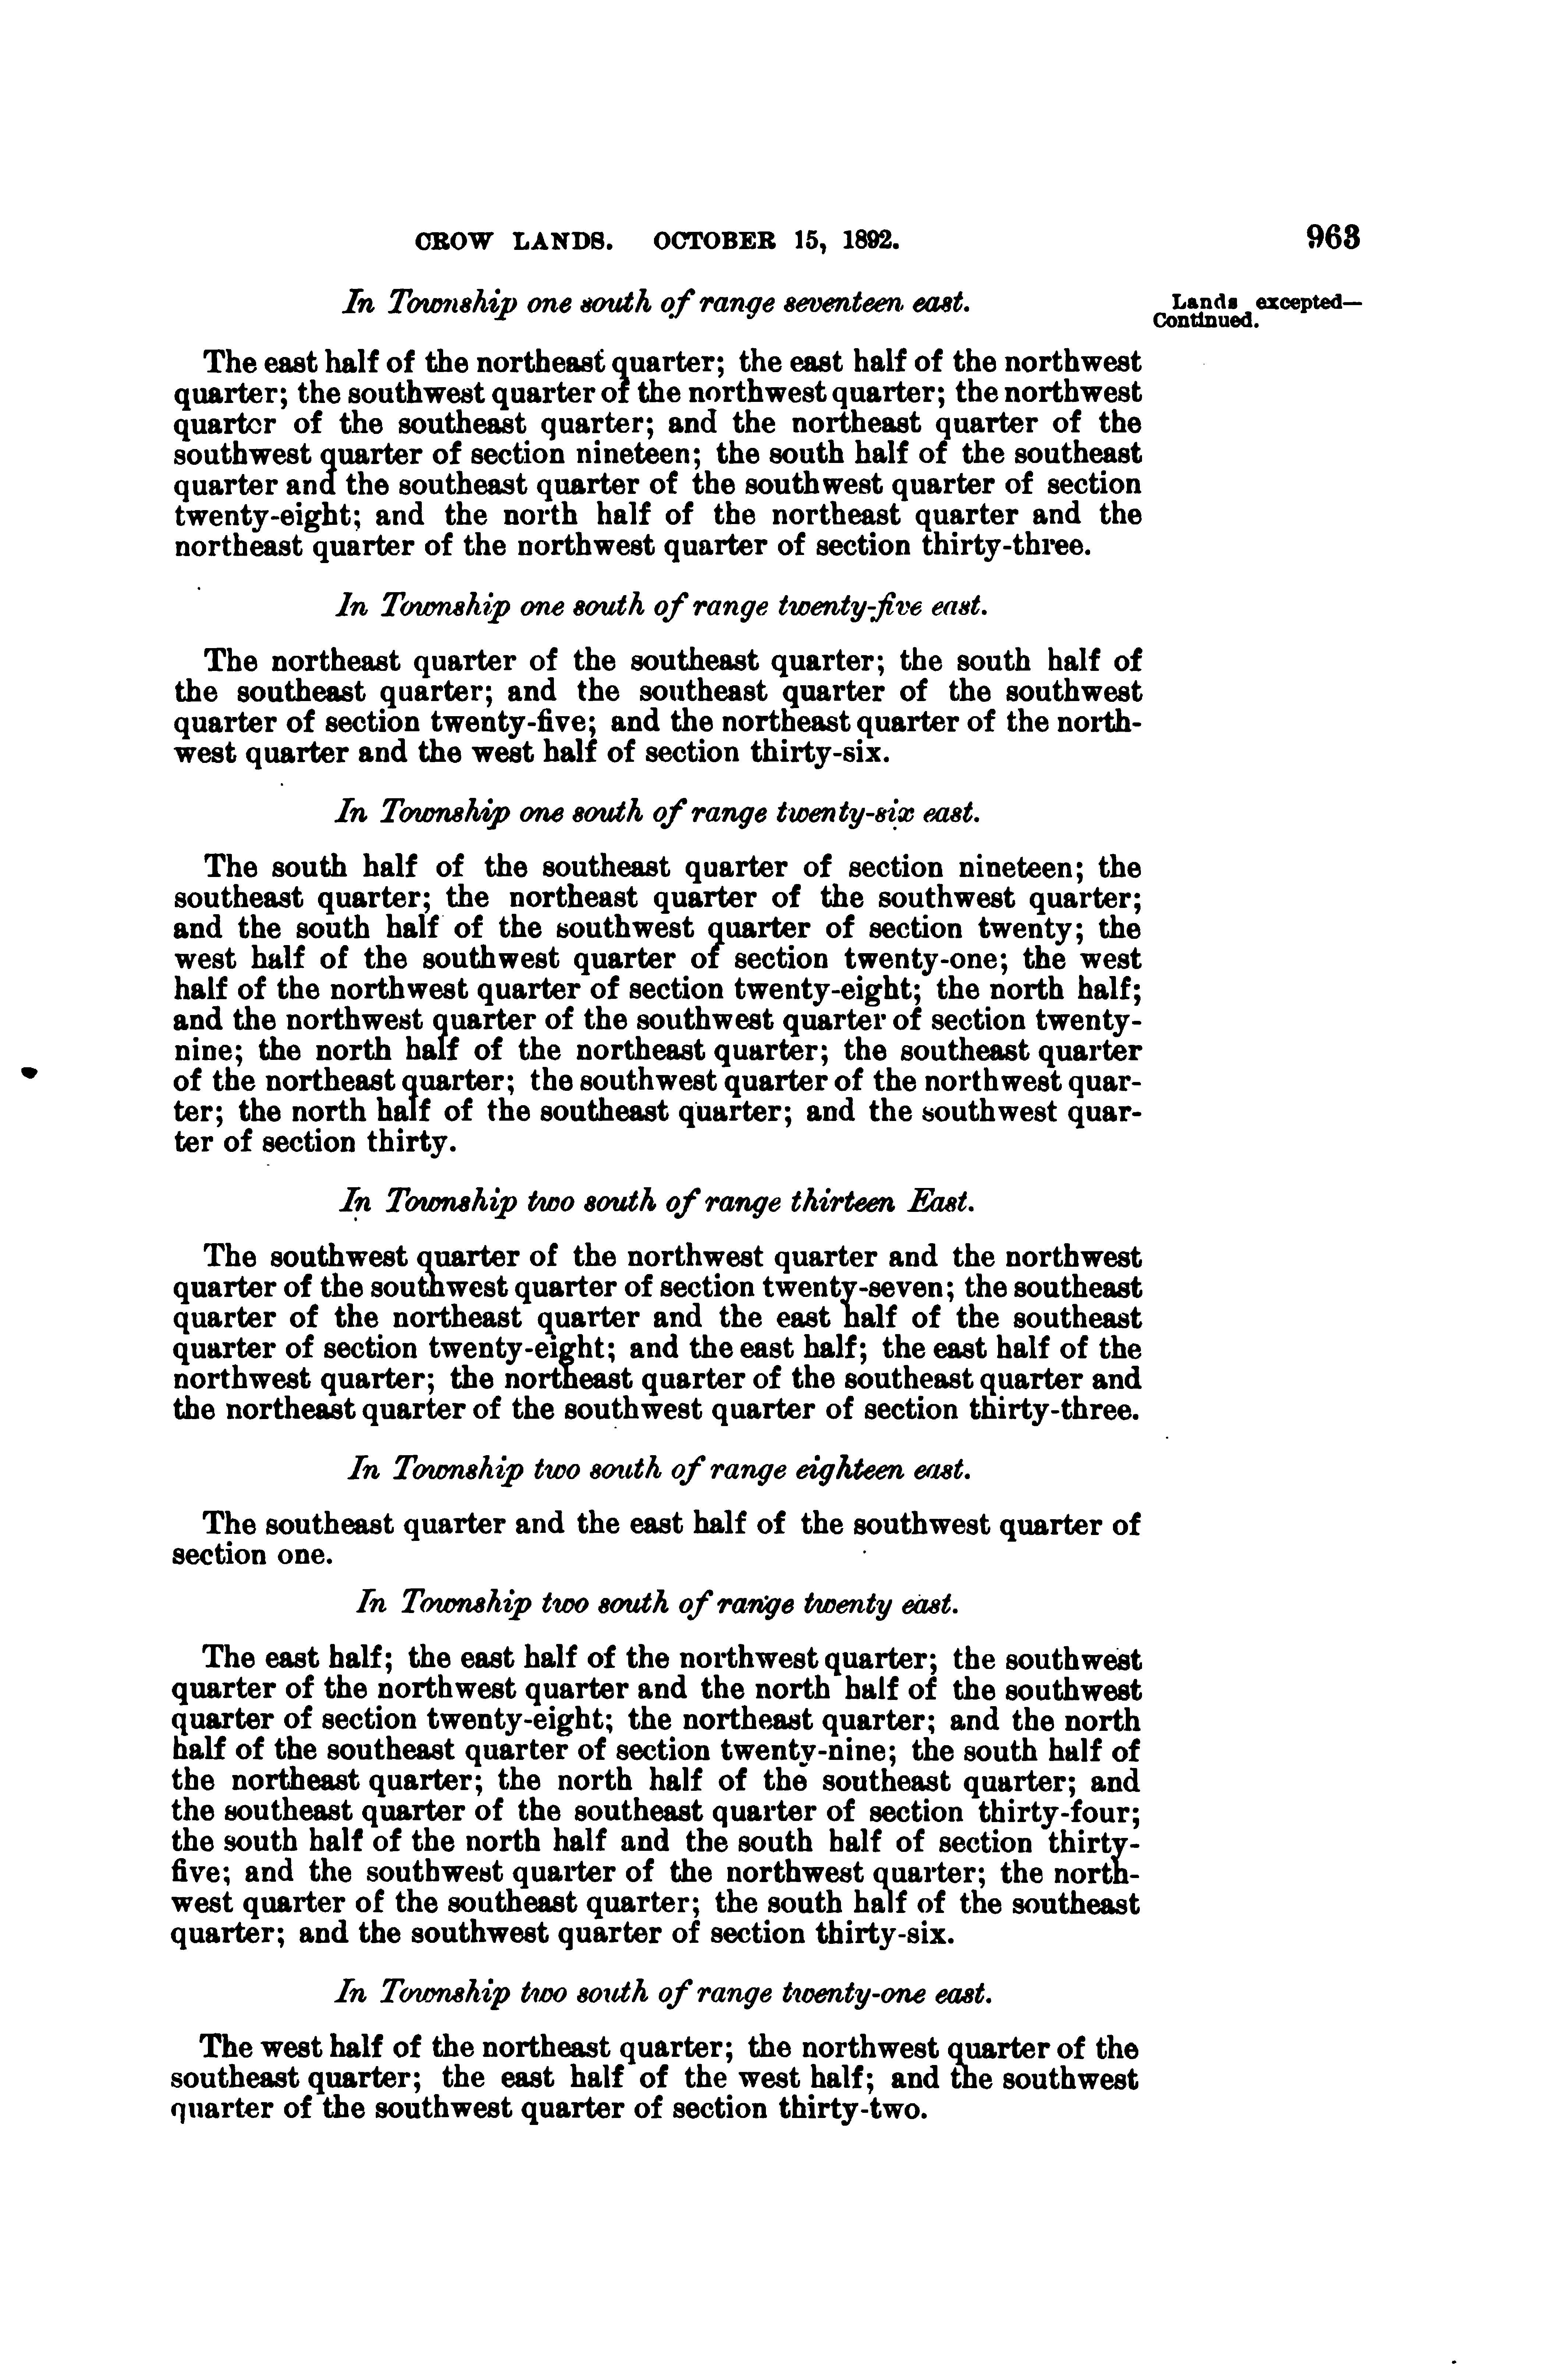 CROW LANDS. OCTOBER 15, 1892. 963
In Township one south of range seventeen east.
Lands excepted—
Continued.
The east half of the northeast quarter; the east half of the northwest
quarter; the southwest quarter of the northwest quarter; the northwest
quarter of the southeast quarter; and the northeast quarter of the
southwest quarter of section nineteen; the south half of the southeast
quarter and the southeast quarter of the southwest quarter of section
twenty-eight; and the north half of the northeast quarter and the
northeast quarter of the northwest quarter of section thirty-three.
In Township one south of range twenty-five east.
The northeast quarter of the southeast quarter; the south half of
the southeast quarter; and the southeast quarter of the southwest
quarter of section twenty-five; and the northeast quarter of the north-
west quarter and the west half of section thirty-six.
In Township one south of range twenty-six east.
The south half of the southeast quarter of section nineteen; the
southeast quarter; the northeast quarter of the southwest quarter;
and the south half of the southwest quarter of section twenty; the
west half of the southwest quarter of section twenty-one; the west
half of the northwest quarter of section twenty-eight; the north half;
and the northwest quarter of the southwest quarter of section twenty-
nine; the north half of the northeast quarter; the southeast quarter
of the northeast quarter; the southwest quarter of the northwest quar-
ter; the north half of the southeast quarter; and the southwest quar-
ter of section thirty.
In Township two south of range thirteen East.
The southwest quarter of the northwest quarter and the northwest
quarter of the southwest quarter of section twenty-seven; the southeast
quarter of the northeast quarter and the east half of the southeast
quarter of section twenty-eight; and the east half; the east half of the
northwest quarter; the northeast quarter of the southeast quarter and
the northeast quarter of the southwest quarter of section thirty-three.
In Township two south of range eighteen east.
The southeast quarter and the east half of the southwest quarter of
section one.
In Township two south of range twenty east.
The east half; the east half of the northwest quarter; the southwest
quarter of the northwest quarter and the north half of the southwest
quarter of section twenty-eight; the northeast quarter; and the north
half of the southeast quarter of section twenty-nine; the south half of
the northeast quarter; the north half of the southeast quarter; and
the southeast quarter of the southeast quarter of section thirty-four;
the south half of the north half and the south half of section thirty-
five; and the southwest quarter of the northwest quarter; the north-
west quarter of the southeast quarter; the south half of the southeast
quarter; and the southwest quarter of section thirty-six.
In Township two south of range twenty-one east.
The west half of the northeast quarter; the northwest quarter of the
southeast quarter; the east half of the west half; and the southwest
quarter of the southwest quarter of section thirty-two.